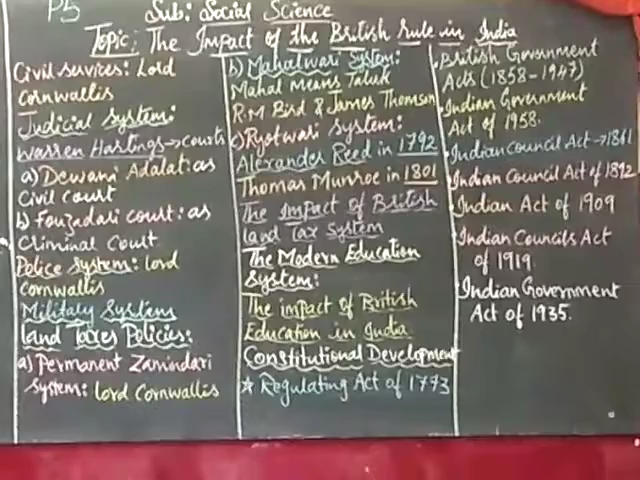 P5
Sub: Social Science
Topic: The Impact of the British Rule in India
Civil services: Lord
Cornwallis
Judicial System:
Warren Hastings→courts
a) Dewani Adalat: as
Civil Court
b) Fouzadari court: as
Criminal Court
Police System: lord
Cornwallis
Military System
land Taxes Policies:
a) Permanent Zamindari
System: lord Cornwallis
b) Mahalwari System:
Mahal Means Taluk
R.M Bird & James Thomson
c) Ryotwari System:
Alexander Reed in 1792
Thomas Munroe in 1801
The Impact of British
land Tax System
The Modern Education
System:
The impact of British
Education in India
Constitutional Development
☆ Regulating Act of 1773
British Government
Acts (1858-1947)
Indian Government
Act of 1958.
Indian Council Act→1861
Indian Council Act of 1892
Indian Act of 1909
Indian Councils Act
of 1919.
Indian Government
Act of 1935.